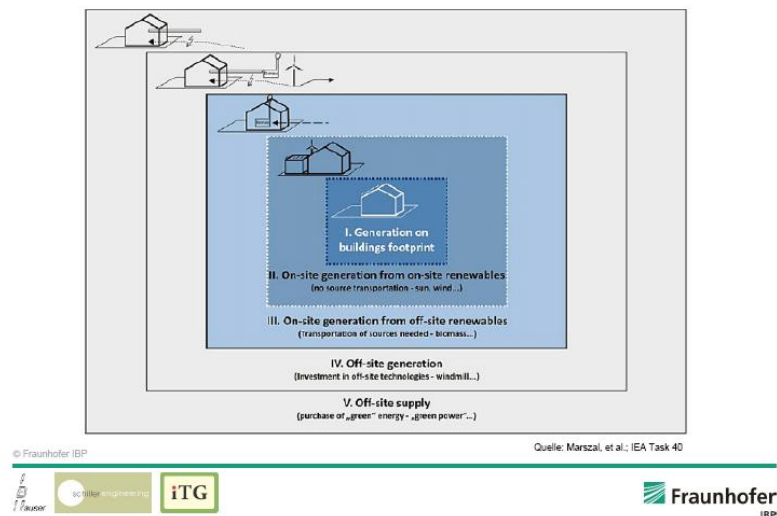 I. Generation on
buildings footprint
II. On-site generation from on-site renewables
(no source transportation - sun, wind...)
III. On-site generation from off-site renewables
(Transportation of sources needed - biomass...)
IV. Off-site generation
(Investment in off-site technologies - windmill...)
V. Off-site supply
(purchase of „green“ energy - „green power“...)
© Fraunhofer IBP
Quelle: Marszal, et al.; IEA Task 40
Hauser
schiller engineering
iTG
Fraunhofer
IBP